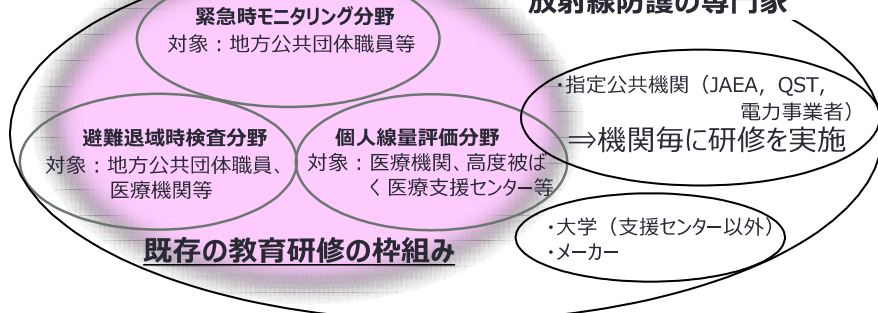 放射線防護の専門家
緊急時モニタリング分野
対象：地方公共団体職員等
・指定公共機関（JAEA，QST，
電力事業者）
⇒機関毎に研修を実施
避難退域時検査分野
対象：地方公共団体職員、
医療機関等
個人線量評価分野
対象：医療機関、高度被ば
く医療支援センター等
・大学（支援センター以外）
・メーカー
既存の教育研修の枠組み